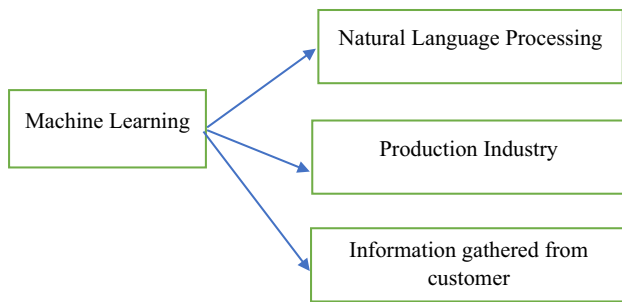 Natural Language Processing
Machine Learning
Production Industry
Information gathered from
customer